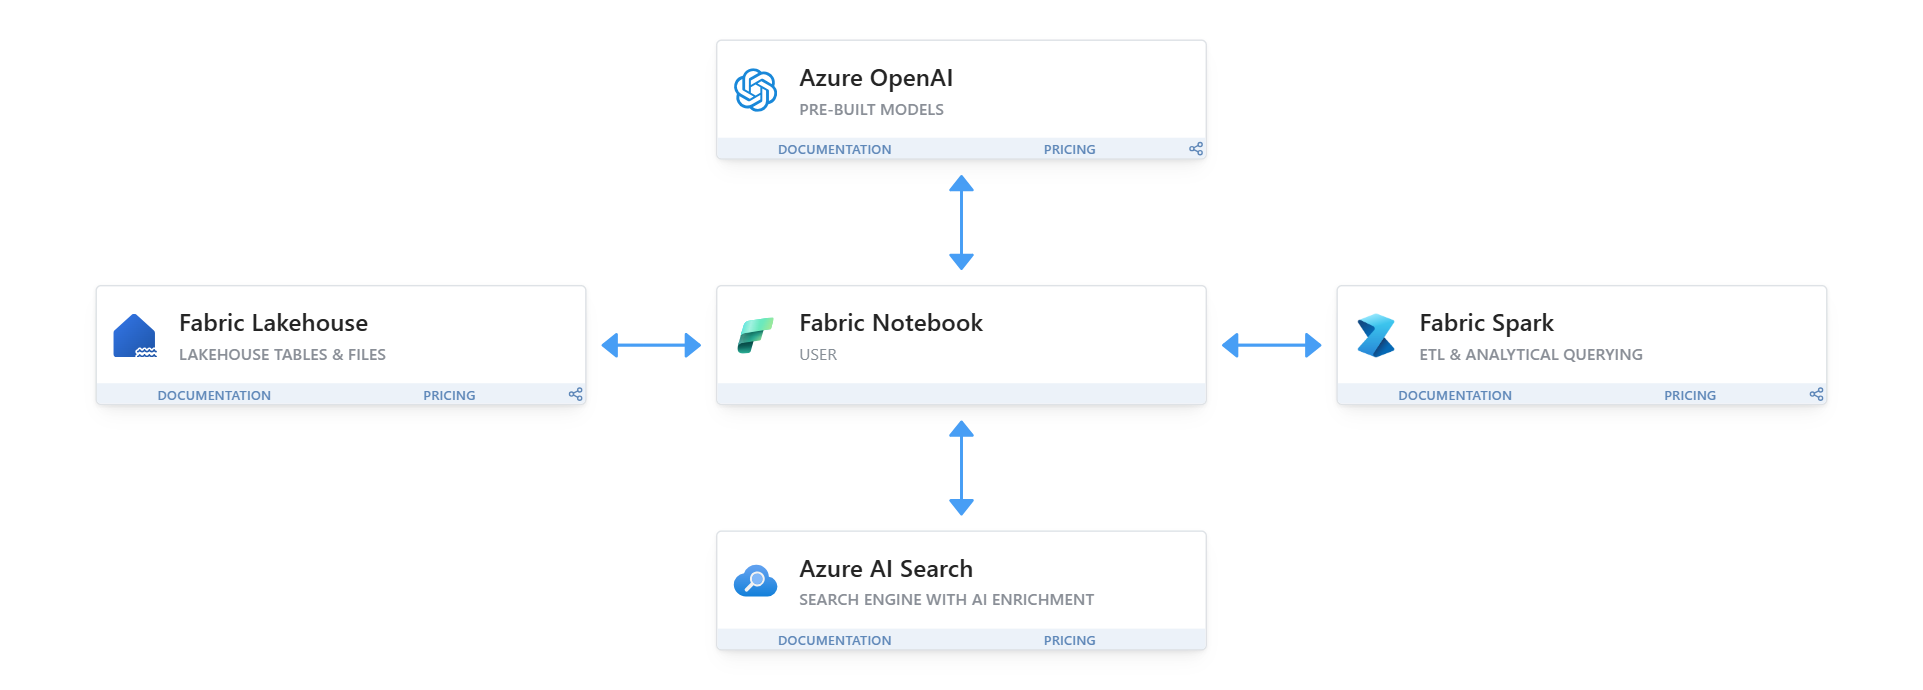 Azure OpenAI
PRE-BUILT MODELS
DOCUMENTATION PRICING
Fabric Lakehouse
LAKEHOUSE TABLES & FILES
DOCUMENTATION PRICING
Fabric Notebook
USER
Fabric Spark
ETL & ANALYTICAL QUERYING
DOCUMENTATION PRICING
Azure AI Search
SEARCH ENGINE WITH AI ENRICHMENT
DOCUMENTATION PRICING